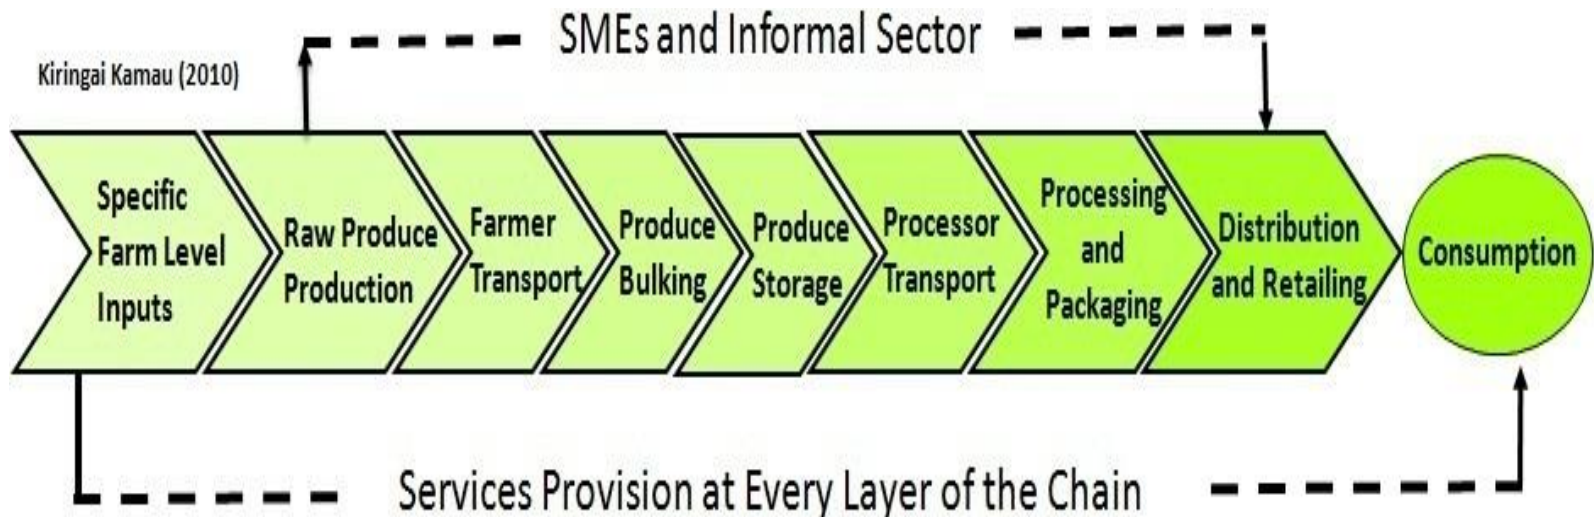 SMEs and Informal Sector
Kiringai Kamau (2010)
Specific
Farm Level
Inputs
Raw Produce
Production
Farmer
Transport
Produce
Bulking
Produce
Storage
Processor
Transport
Processing
and
Packaging
Distribution
and Retailing
Consumption
Services Provision at Every Layer of the Chain